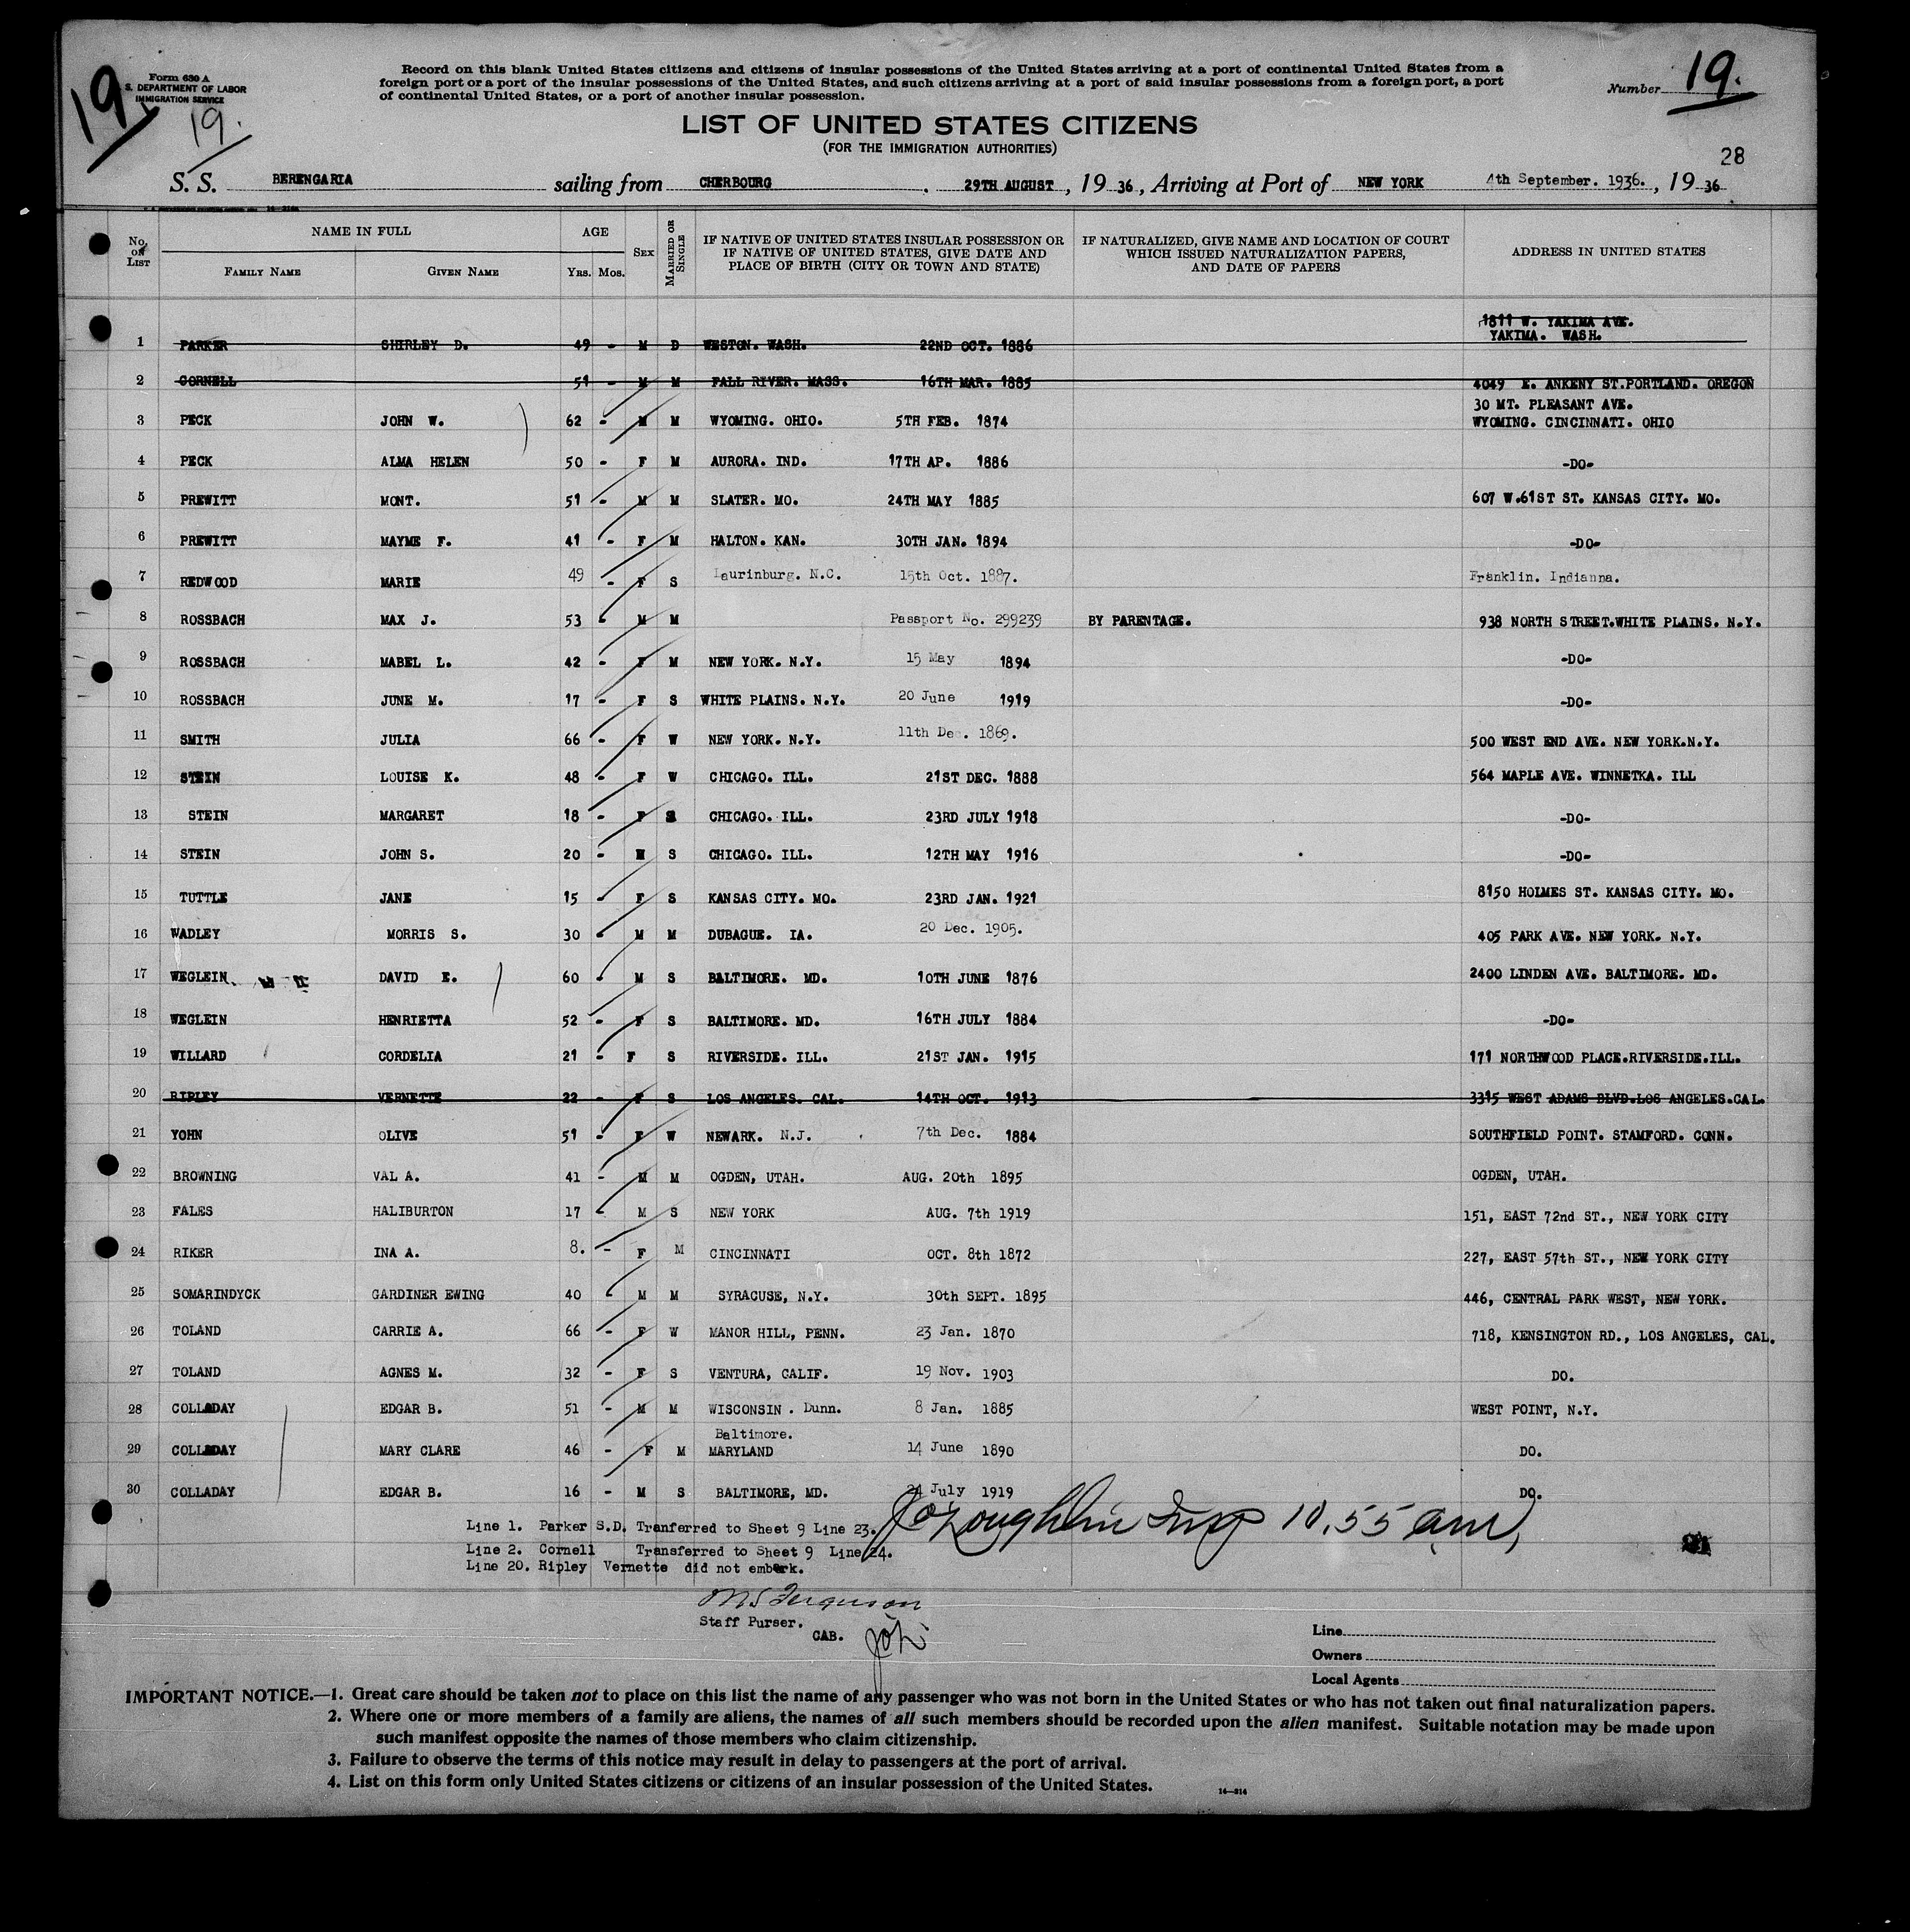 19.
Form 630 A
S. DEPARTMENT OF LABOR
IMMIGRATION SERVICE
19.
Record on this blank United States citizens and citizens of insular possessions of the United States arriving at a port of continental United States from a
foreign port or a port of the insular possessions of the United States, and such citizens arriving at a port of said insular possessions from a foreign port, a port
of continental United States, or a port of another insular possession.
Number 19.
LIST OF UNITED STATES CITIZENS
(FOR THE IMMIGRATION AUTHORITIES)
28
S. S. BERENGARIA sailing from CHERBOURG . 29TH AUGUST , 19 36 , Arriving at Port of NEW YORK 4th September. 1936. , 19 36
No. on List NAME IN FULL AGE Sex Married or Single IF NATIVE OF UNITED STATES INSULAR POSSESSION OR IF NATIVE OF UNITED STATES, GIVE DATE AND PLACE OF BIRTH (CITY OR TOWN AND STATE) IF NATURALIZED, GIVE NAME AND LOCATION OF COURT WHICH ISSUED NATURALIZATION PAPERS, AND DATE OF PAPERS ADDRESS IN UNITED STATES
Family Name Given Name Yrs. Mos.
1811 W. YAKIMA AVE.
1 PARKER SHIRLEY D. 49 - M D WESTON. WASH. 22ND OCT. 1886 YAKIMA. WASH.
2 CORNELL 51 - M M FALL RIVER. MASS. 16TH MAR. 1885 4049 E. ANKENY ST.PORTLAND. OREGON
30 MT. PLEASANT AVE.
3 PECK JOHN W. 62 - M M WYOMING. OHIO. 5TH FEB. 1874 WYOMING. CINCINNATI. OHIO
4 PECK ALMA HELEN 50 - F M AURORA. IND. 17TH AP. 1886 -DO-
5 PREWITT MONT. 51 - M M SLATER. MO. 24TH MAY 1885 607 W.61ST ST. KANSAS CITY. MO.
6 PREWITT MAYME F. 41 - F M HALTON. KAN. 30TH JAN. 1894 -DO-
7 REDWOOD MARIE 49 - F S Laurinburg. N.C. 15th Oct. 1887. Franklin. Indianna.
8 ROSSBACH MAX J. 53 - M M Passport No. 299239 BY PARENTAGE. 938 NORTH STREET.WHITE PLAINS. N.Y.
9 ROSSBACH MABEL L. 42 - F M NEW YORK. N.Y. 15 May 1894 -DO-
10 ROSSBACH JUNE M. 17 - F S WHITE PLAINS. N.Y. 20 June 1919 -DO-
11 SMITH JULIA 66 - F W NEW YORK. N.Y. 11th Dec. 1869. 500 WEST END AVE. NEW YORK.N.Y.
12 STEIN LOUISE K. 48 - F W CHICAGO. ILL. 21ST DEC. 1888 564 MAPLE AVE. WINNETKA. ILL
13 STEIN MARGARET 18 - F S CHICAGO. ILL. 23RD JULY 1918 -DO-
14 STEIN JOHN S. 20 - M S CHICAGO. ILL. 12TH MAY 1916 -DO-
15 TUTTLE JANE 15 - F S KANSAS CITY. MO. 23RD JAN. 1921 8150 HOLMES ST. KANSAS CITY. MO.
16 WADLEY MORRIS S. 30 - M M DUBAGUE. IA. 20 Dec. 1905. 405 PARK AVE. NEW YORK. N.Y.
17 WEGLEIN DAVID E. 60 - M S BALTIMORE. MD. 10TH JUNE 1876 2400 LINDEN AVE. BALTIMORE. MD.
18 WEGLEIN HENRIETTA 52 - F S BALTIMORE. MD. 16TH JULY 1884 -DO-
19 WILLARD CORDELIA 21 - F S RIVERSIDE. ILL. 21ST JAN. 1915 171 NORTHWOOD PLACE.RIVERSIDE.ILL.
20 RIPLEY VERNETTE 22 - F S LOS ANGELES. CAL. 14TH OCT. 1913 3315 WEST ADAMS BLVD.LOS ANGELES.CAL.
21 YOHN OLIVE 51 - F W NEWARK. N.J. 7th Dec. 1884 SOUTHFIELD POINT. STAMFORD. CONN.
22 BROWNING VAL A. 41 - M M OGDEN, UTAH. AUG. 20th 1895 OGDEN, UTAH.
23 FALES HALIBURTON 17 - M S NEW YORK AUG. 7th 1919 151, EAST 72nd ST., NEW YORK CITY
24 RIKER INA A. 8. - F M CINCINNATI OCT. 8th 1872 227, EAST 57th ST., NEW YORK CITY
25 SOMARINDYCK GARDINER EWING 40 - M M SYRACUSE, N.Y. 30th SEPT. 1895 446, CENTRAL PARK WEST, NEW YORK.
26 TOLAND CARRIE A. 66 - F W MANOR HILL, PENN. 23 Jan. 1870 718, KENSINGTON RD., LOS ANGELES, CAL.
27 TOLAND AGNES M. 32 - F S VENTURA, CALIF. 19 Nov. 1903 DO.
28 COLLADAY EDGAR B. 51 - M M WISCONSIN . Dunn. 8 Jan. 1885 WEST POINT, N.Y.
Baltimore.
29 COLLADAY MARY CLARE 46 - F M MARYLAND 14 June 1890 DO.
30 COLLADAY EDGAR B. 16 - M S BALTIMORE, MD. 24 July 1919 DO.
Line 1. Parker S.D. Tranferred to Sheet 9 Line 23.
Insp 10.55 am
Line 2. Cornell Transferred to Sheet 9 Line 24.
Line 20. Ripley Vernette did not embark.
Ferguson
Staff Purser.
CAB.
Line
Owners
Local Agents
IMPORTANT NOTICE.—1. Great care should be taken not to place on this list the name of any passenger who was not born in the United States or who has not taken out final naturalization papers.
2. Where one or more members of a family are aliens, the names of all such members should be recorded upon the alien manifest. Suitable notation may be made upon
such manifest opposite the names of those members who claim citizenship.
3. Failure to observe the terms of this notice may result in delay to passengers at the port of arrival.
4. List on this form only United States citizens or citizens of an insular possession of the United States.
14—214